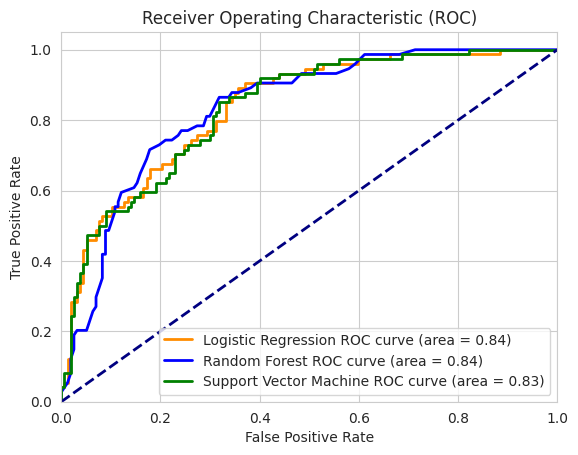 Receiver Operating Characteristic (ROC)
True Positive Rate
1.0
0.8
0.6
0.4
0.2
0.0
Logistic Regression ROC curve (area = 0.84)
Random Forest ROC curve (area = 0.84)
Support Vector Machine ROC curve (area = 0.83)
0.0 0.2 0.4 0.6 0.8 1.0
False Positive Rate